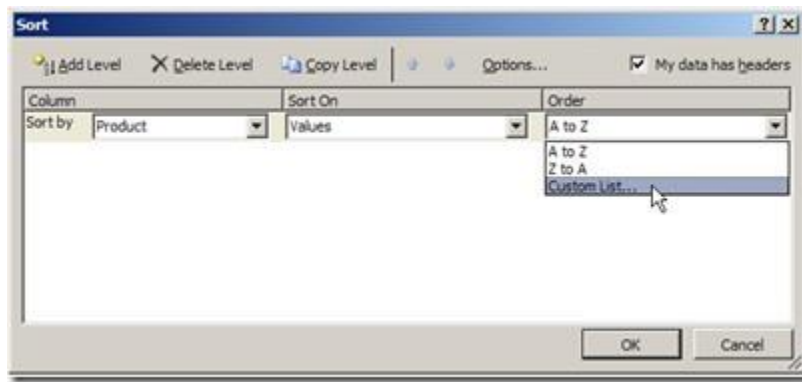 Sort
Add Level Delete Level Copy Level Options... My data has headers
Column Sort On Order
Sort by Product Values A to Z
A to Z
Z to A
Custom List...
OK Cancel